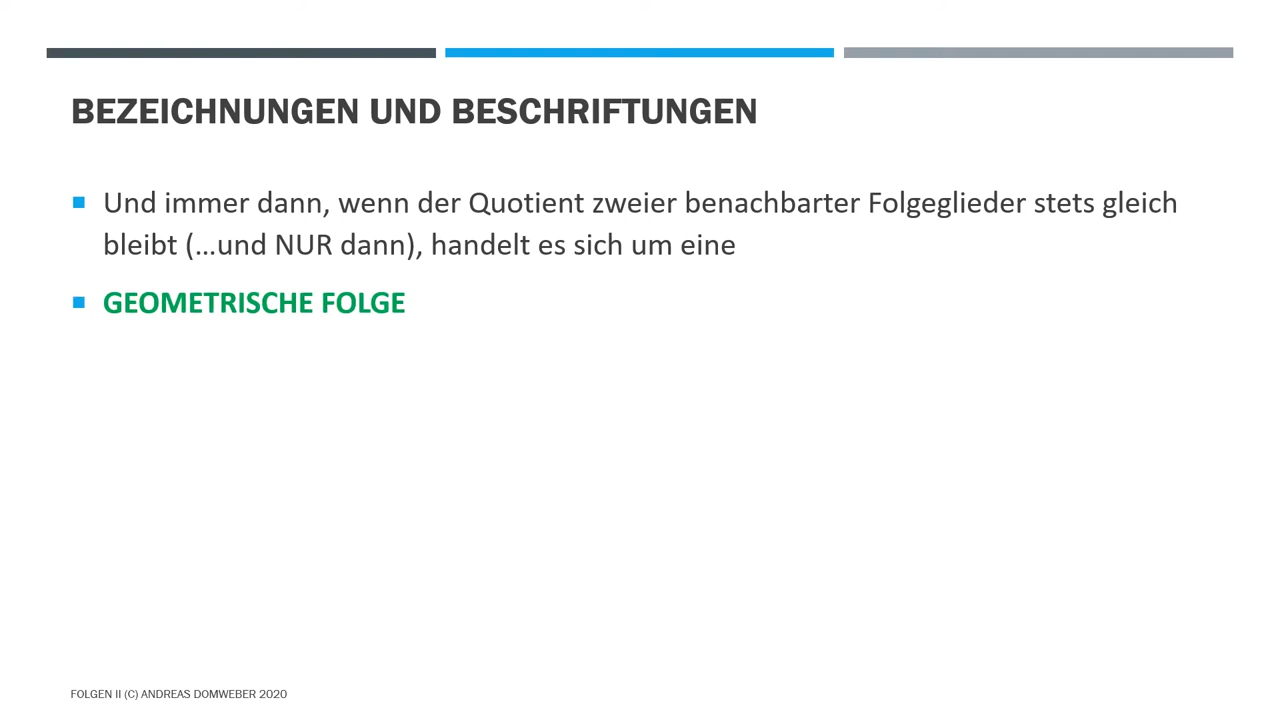 BEZEICHNUNGEN UND BESCHRIFTUNGEN
Und immer dann, wenn der Quotient zweier benachbarter Folgeglieder stets gleich
bleibt (…und NUR dann), handelt es sich um eine
GEOMETRISCHE FOLGE
FOLGEN II (C) ANDREAS DOMWEBER 2020